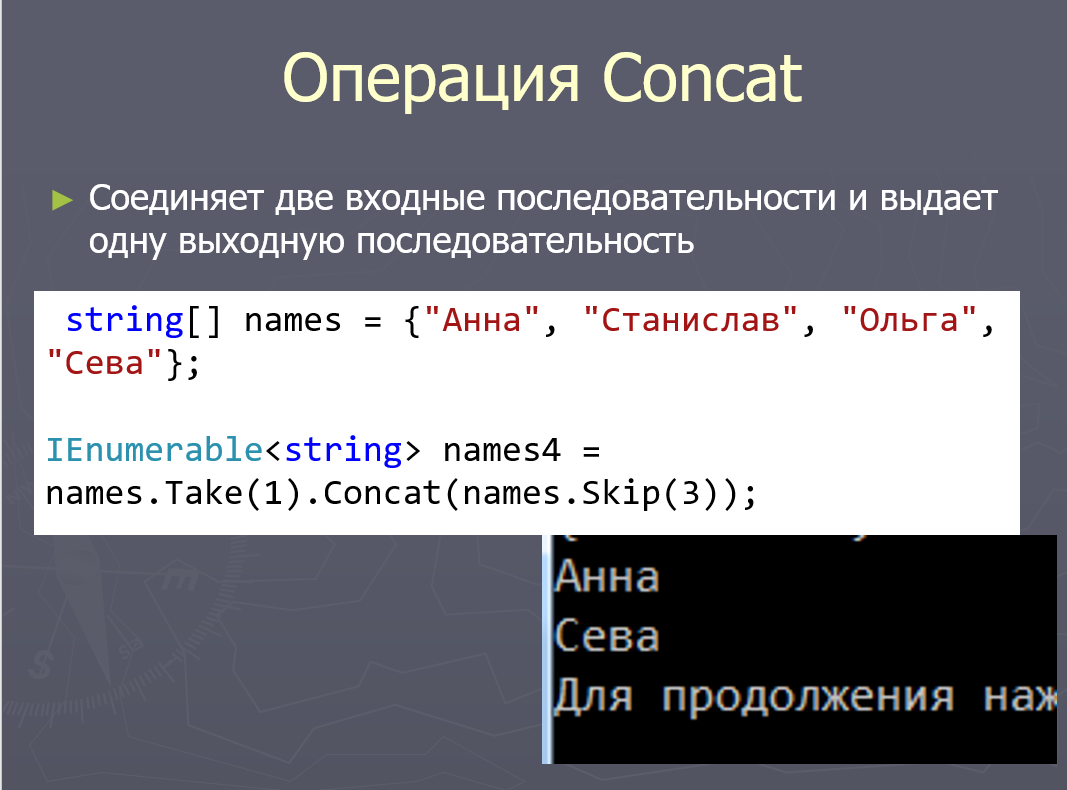 Операция Concat
Соединяет две входные последовательности и выдает
одну выходную последовательность
string[] names = {"Анна", "Станислав", "Ольга",
"Сева"};
IEnumerable<string> names4 =
names.Take(1).Concat(names.Skip(3));
Анна
Сева
Для продолжения наж